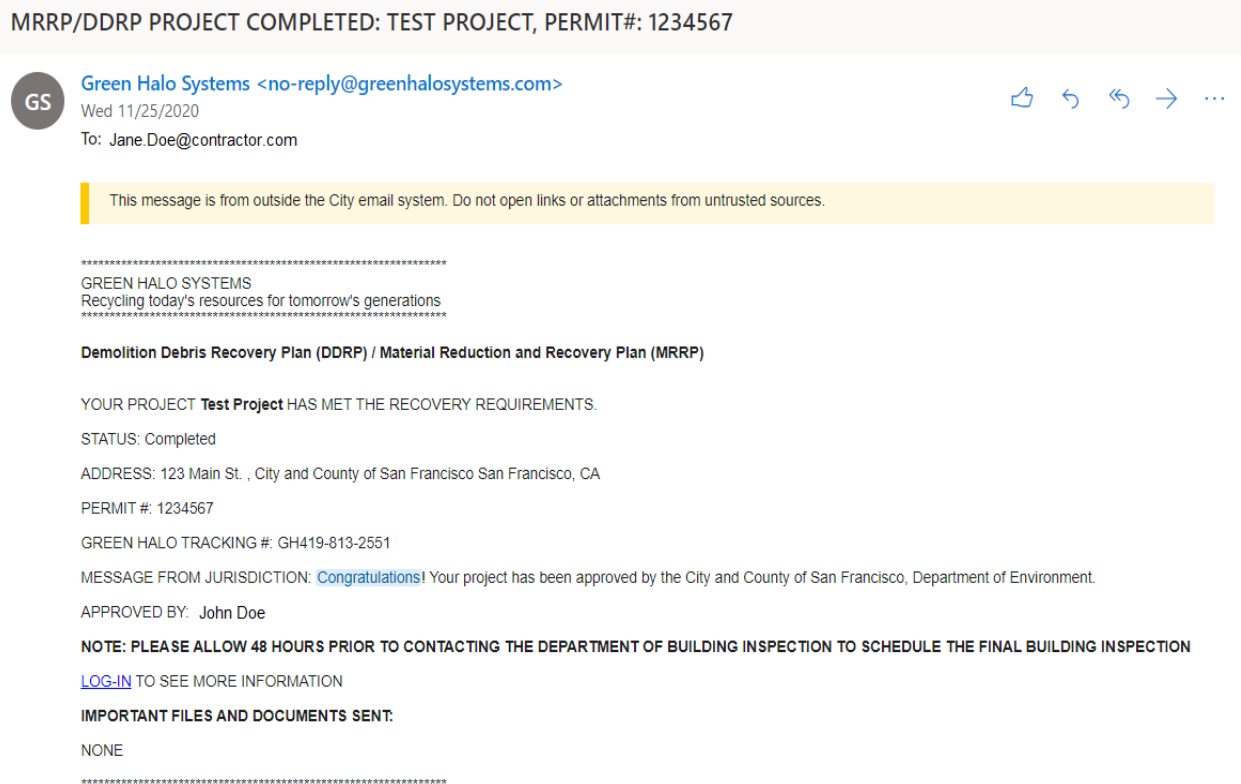 MRRP/DDRP PROJECT COMPLETED: TEST PROJECT, PERMIT#: 1234567
GS
Green Halo Systems <no-reply@greenhalosystems.com>
Wed 11/25/2020
To: Jane.Doe@contractor.com
This message is from outside the City email system. Do not open links or attachments from untrusted sources.
******************************************************************
GREEN HALO SYSTEMS
Recycling today's resources for tomorrow's generations
******************************************************************
Demolition Debris Recovery Plan (DDRP) / Material Reduction and Recovery Plan (MRRP)
YOUR PROJECT Test Project HAS MET THE RECOVERY REQUIREMENTS.
STATUS: Completed
ADDRESS: 123 Main St. , City and County of San Francisco San Francisco, CA
PERMIT #: 1234567
GREEN HALO TRACKING #: GH419-813-2551
MESSAGE FROM JURISDICTION: Congratulations! Your project has been approved by the City and County of San Francisco, Department of Environment.
APPROVED BY: John Doe
NOTE: PLEASE ALLOW 48 HOURS PRIOR TO CONTACTING THE DEPARTMENT OF BUILDING INSPECTION TO SCHEDULE THE FINAL BUILDING INSPECTION
LOG-IN TO SEE MORE INFORMATION
IMPORTANT FILES AND DOCUMENTS SENT:
NONE
******************************************************************